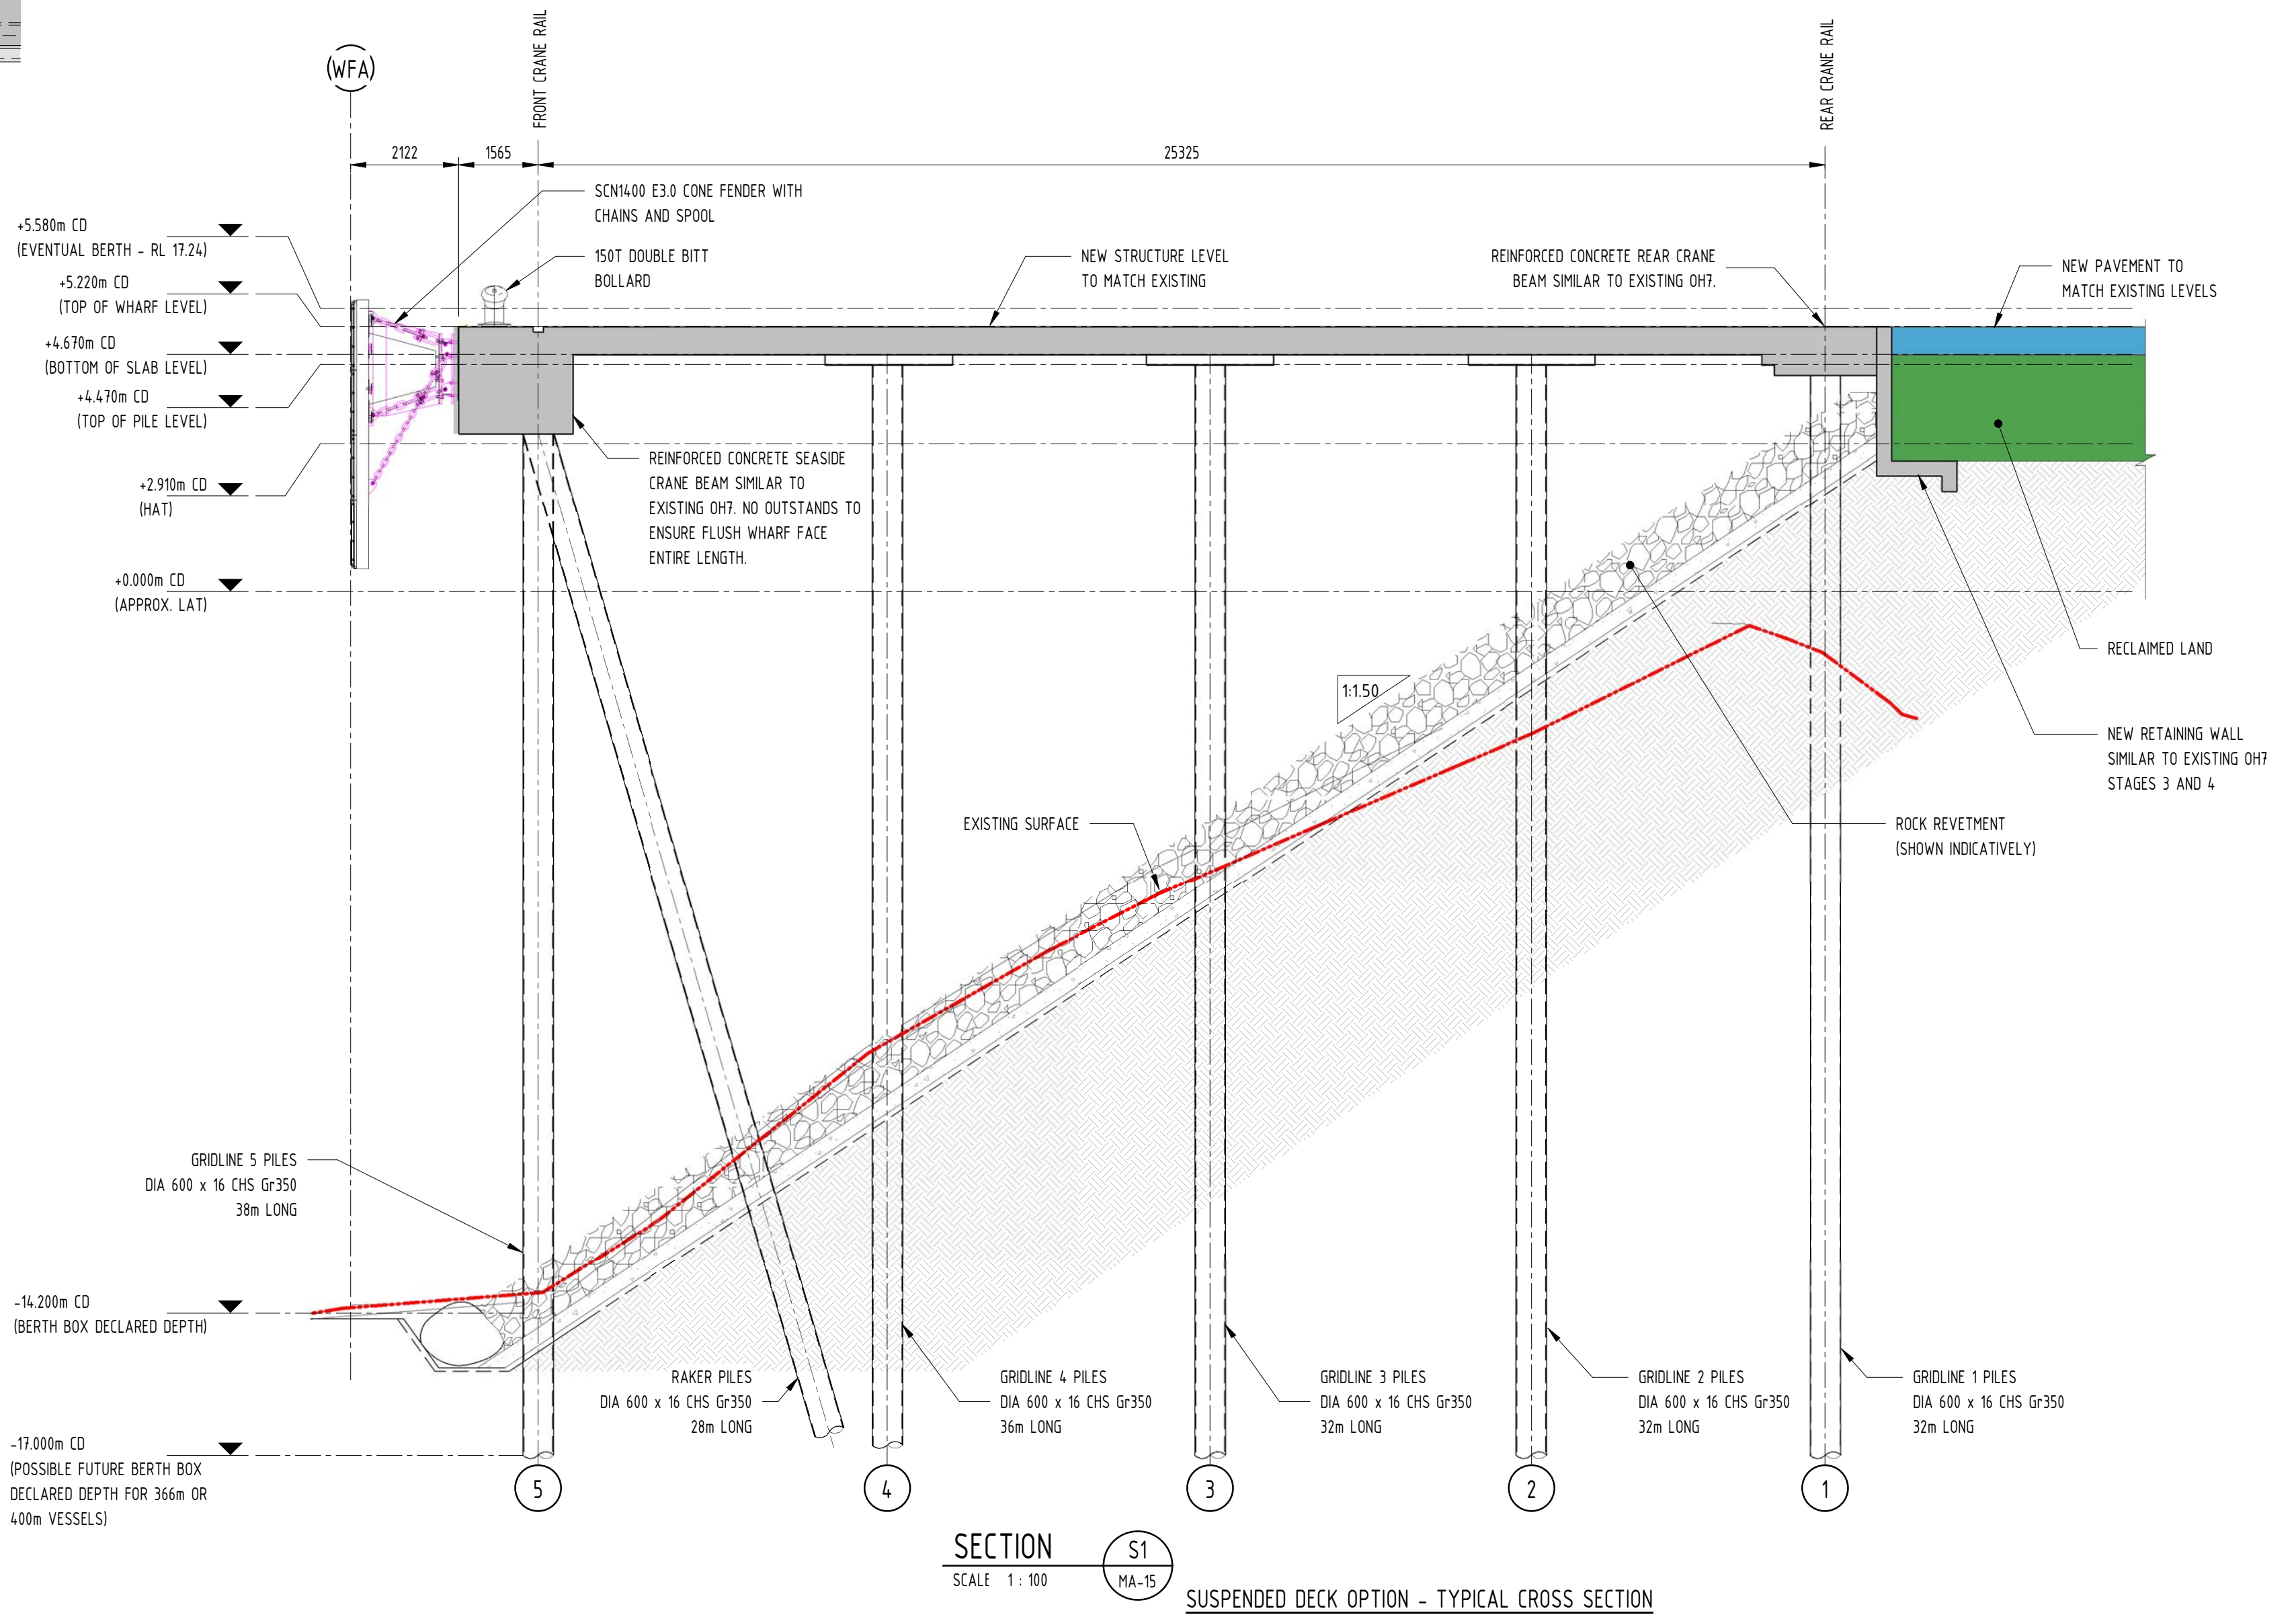 (WFA)
FRONT CRANE RAIL
REAR CRANE RAIL
2122
1565
25325
SCN1400 E3.0 CONE FENDER WITH
CHAINS AND SPOOL
150T DOUBLE BITT
BOLLARD
NEW STRUCTURE LEVEL
TO MATCH EXISTING
REINFORCED CONCRETE REAR CRANE
BEAM SIMILAR TO EXISTING OH7.
NEW PAVEMENT TO
MATCH EXISTING LEVELS
+5.580m CD
(EVENTUAL BERTH - RL 17.24)
+5.220m CD
(TOP OF WHARF LEVEL)
+4.670m CD
(BOTTOM OF SLAB LEVEL)
+4.470m CD
(TOP OF PILE LEVEL)
+2.910m CD
(HAT)
+0.000m CD
(APPROX. LAT)
REINFORCED CONCRETE SEASIDE
CRANE BEAM SIMILAR TO
EXISTING OH7. NO OUTSTANDS TO
ENSURE FLUSH WHARF FACE
ENTIRE LENGTH.
1:1.50
RECLAIMED LAND
NEW RETAINING WALL
SIMILAR TO EXISTING OH7
STAGES 3 AND 4
EXISTING SURFACE
ROCK REVETMENT
(SHOWN INDICATIVELY)
GRIDLINE 5 PILES
DIA 600 x 16 CHS Gr350
38m LONG
-14.200m CD
(BERTH BOX DECLARED DEPTH)
RAKER PILES
DIA 600 x 16 CHS Gr350
28m LONG
GRIDLINE 4 PILES
DIA 600 x 16 CHS Gr350
36m LONG
GRIDLINE 3 PILES
DIA 600 x 16 CHS Gr350
32m LONG
GRIDLINE 2 PILES
DIA 600 x 16 CHS Gr350
32m LONG
GRIDLINE 1 PILES
DIA 600 x 16 CHS Gr350
32m LONG
-17.000m CD
(POSSIBLE FUTURE BERTH BOX
DECLARED DEPTH FOR 366m OR
400m VESSELS)
5
4
3
2
1
SECTION
SCALE 1 : 100
S1
MA-15
SUSPENDED DECK OPTION - TYPICAL CROSS SECTION